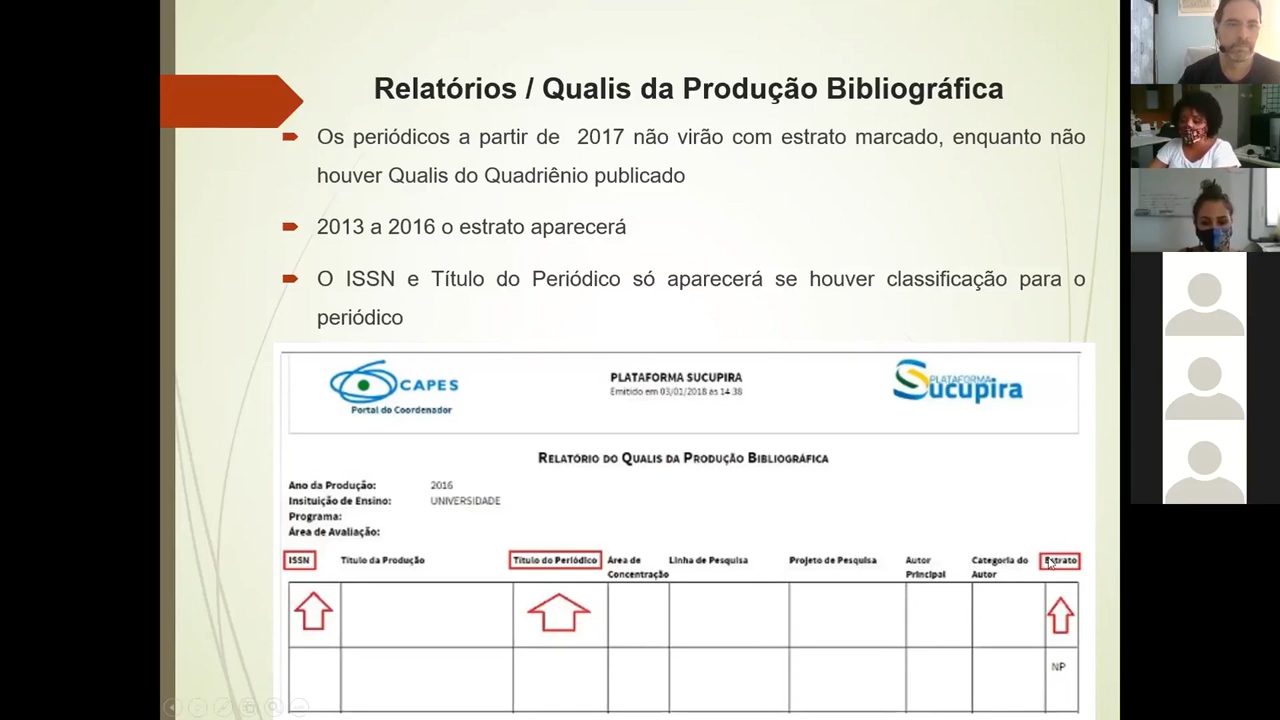 Relatórios / Qualis da Produção Bibliográfica
Os periódicos a partir de 2017 não virão com estrato marcado, enquanto não
houver Qualis do Quadriênio publicado
2013 a 2016 o estrato aparecerá
O ISSN e Título do Periódico só aparecerá se houver classificação para o
periódico
CAPES
Portal do Coordenador
PLATAFORMA SUCUPIRA
Emitido em 03/01/2018 às 14:38
PLATAFORMA
Sucupira
RELATÓRIO DO QUALIS DA PRODUÇÃO BIBLIOGRÁFICA
Ano da Produção: 2016
Insituição de Ensino: UNIVERSIDADE
Programa:
Área de Avaliação:
ISSN Título da Produção Título do Periódico Área de Linha de Pesquisa Projeto de Pesquisa Autor Categoria do Estrato
Concentração Principal Autor
NP